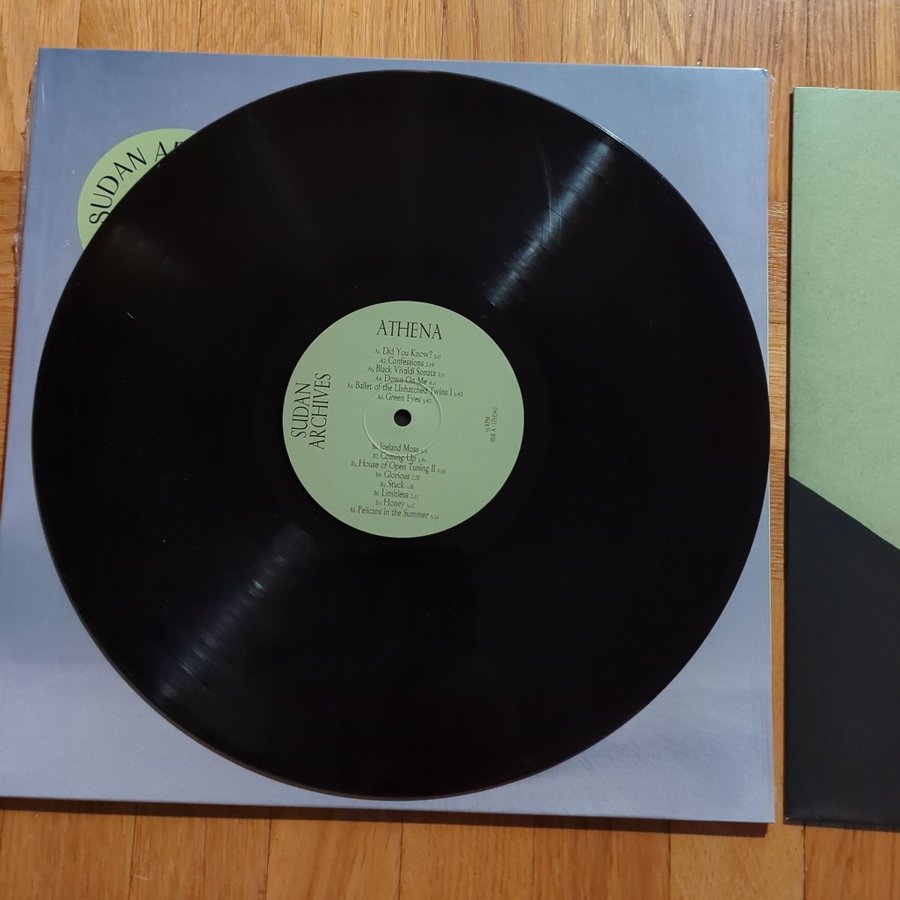 SUDAN A
ATHENA
A1. Did You Know?
A2. Confessions
A3. Black Vivaldi Sonata
A4. Down On Me
A5. Ballet of the Unhatched Twins I
A6. Green Eyes
SUDAN
ARCHIVES
SIDE A
B1. Iceland Moss
B2. Coming Up
B3. House of Open Tuning II
B4. Glorious
B5. Stuck
B6. Limitless
B7. Honey
B8. Pelicans in the Summer